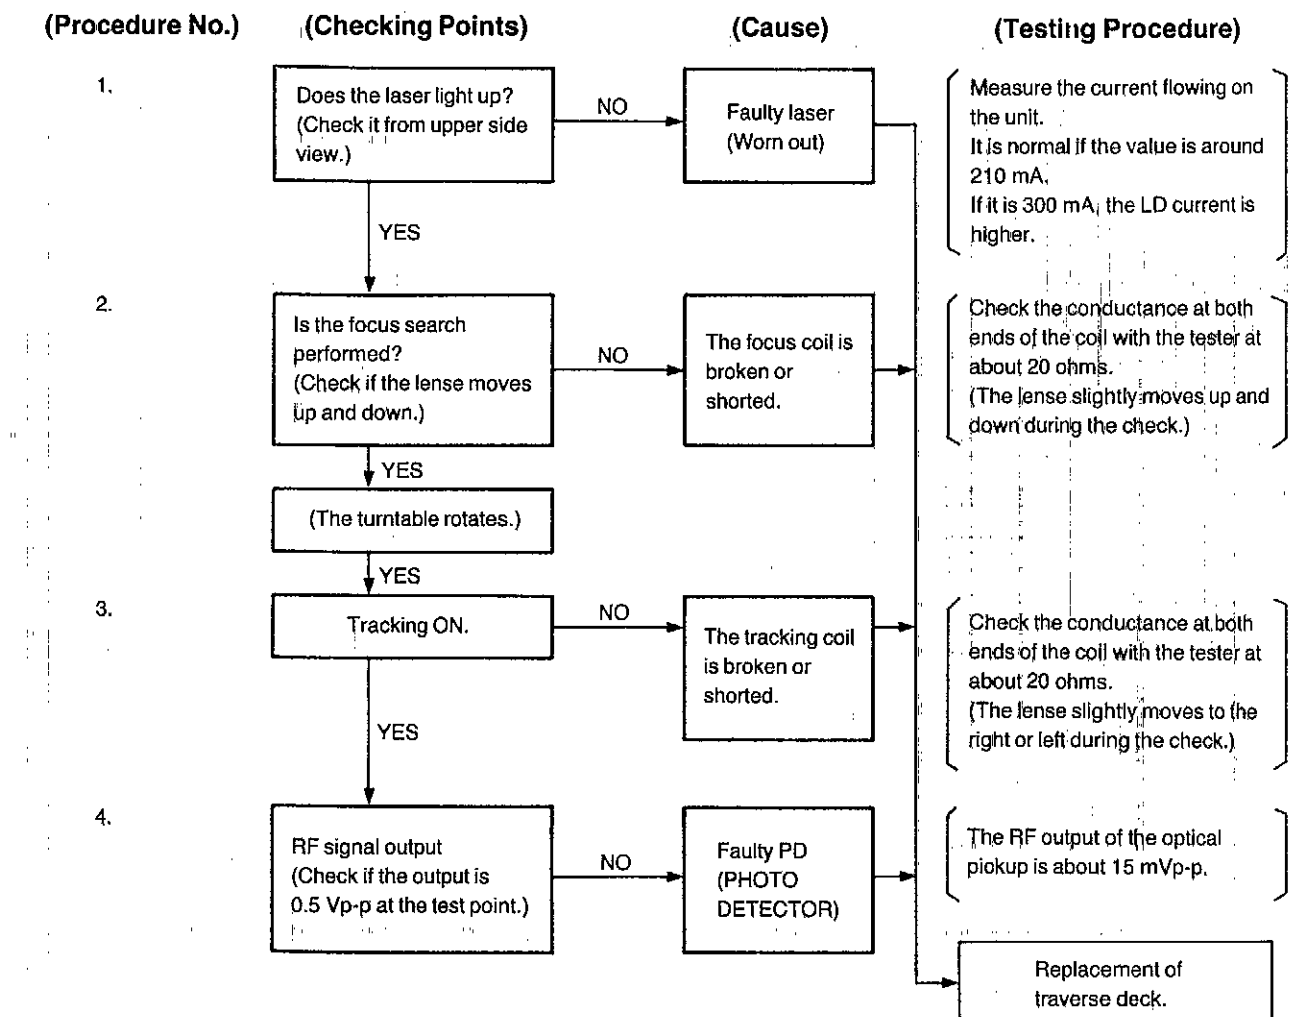 (Procedure No.) (Checking Points) (Cause) (Testing Procedure)
1.
Does the laser light up?
(Check it from upper side
view.)
NO
Faulty laser
(Worn out)
Measure the current flowing on
the unit.
It is normal if the value is around
210 mA.
If it is 300 mA, the LD current is
higher.
YES
2.
Is the focus search
performed?
(Check if the lense moves
up and down.)
NO
The focus coil is
broken or
shorted.
Check the conductance at both
ends of the coil with the tester at
about 20 ohms.
(The lense slightly moves up and
down during the check.)
YES
(The turntable rotates.)
YES
3.
Tracking ON.
NO
The tracking coil
is broken or
shorted.
Check the conductance at both
ends of the coil with the tester at
about 20 ohms.
(The lense slightly moves to the
right or left during the check.)
YES
4.
RF signal output
(Check if the output is
0.5 Vp-p at the test point.)
NO
Faulty PD
(PHOTO
DETECTOR)
The RF output of the optical
piokup is about 15 mVp-p.
Replacement of
traverse deck.